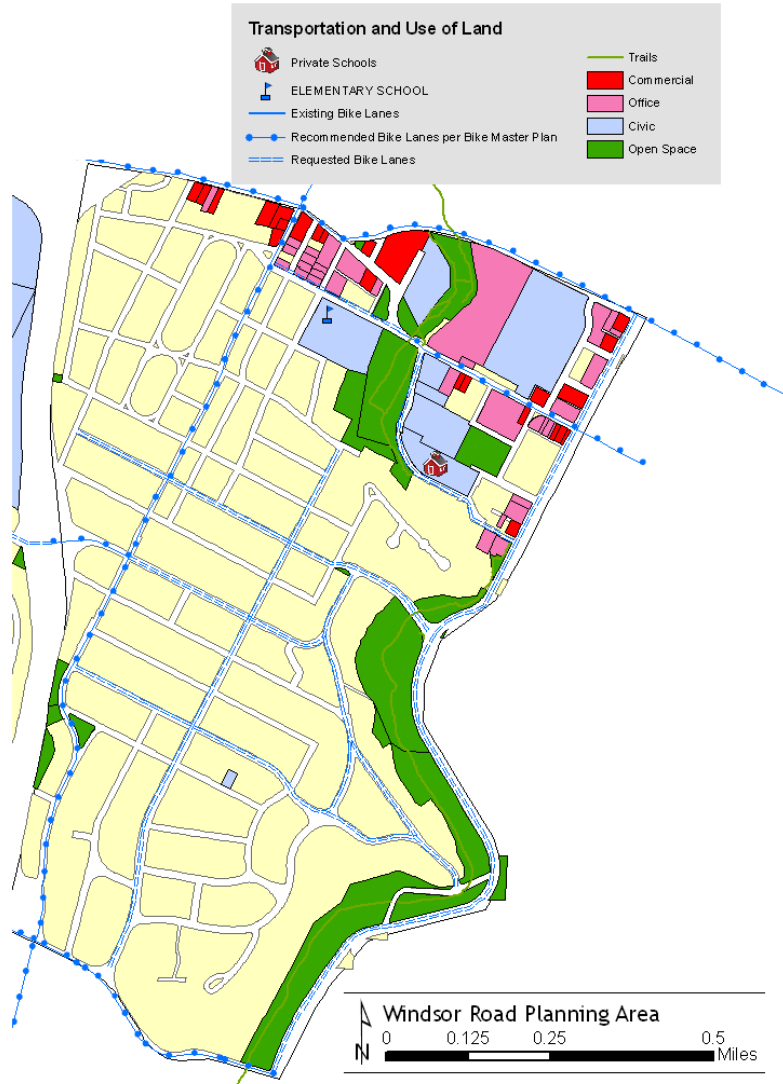 Transportation and Use of Land
Private Schools
ELEMENTARY SCHOOL
Existing Bike Lanes
Recommended Bike Lanes per Bike Master Plan
Requested Bike Lanes
Trails
Commercial
Office
Civic
Open Space
Windsor Road Planning Area
N
0 0.125 0.25 0.5
Miles